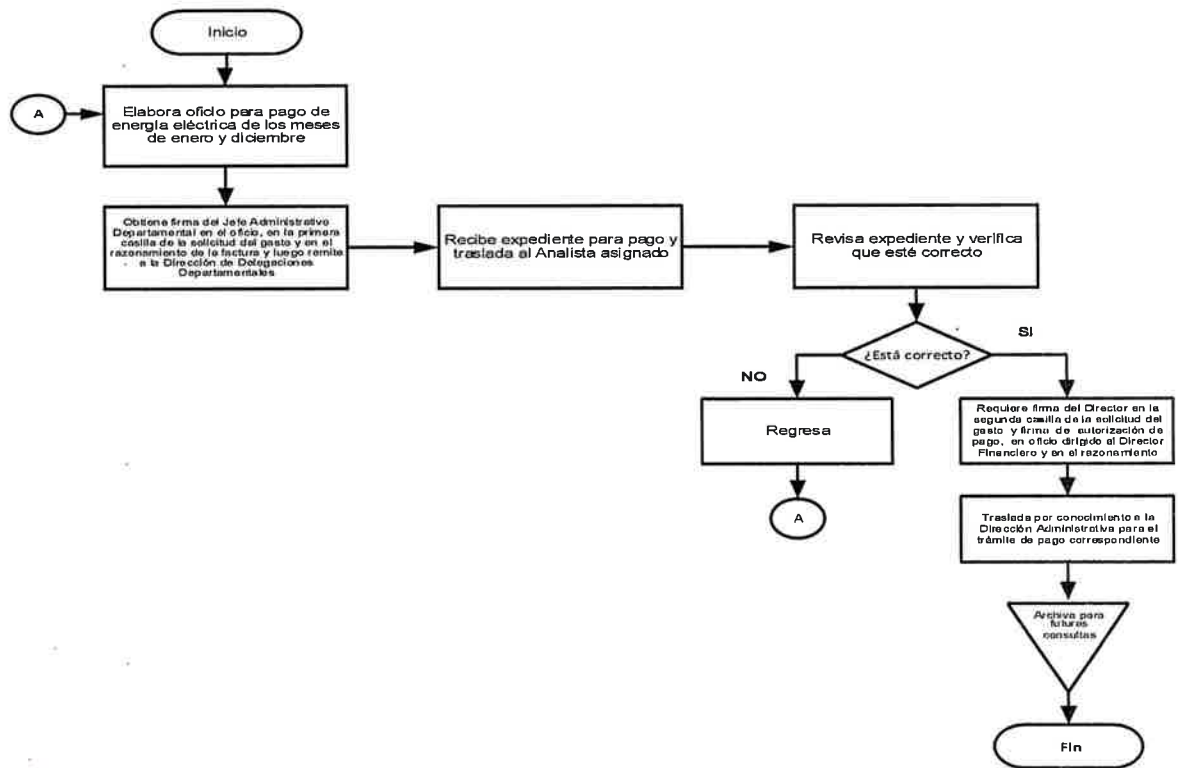 Inicio
A
Elabora oficio para pago de
energía eléctrica de los meses
de enero y diciembre
Obtiene firma del Jefe Administrativo
Departamental en el oficio, en la primera
casilla de la solicitud del gasto y en el
razonamiento de la factura y luego remite
a la Dirección de Delegaciones
Departamentales
Recibe expediente para pago y
traslada al Analista asignado
Revisa expediente y verifica
que esté correcto
¿Está correcto?
SI
NO
Regresa
A
Requiere firma del Director en la
segunda casilla de la solicitud del
gasto y firma de autorización de
pago, en oficio dirigido al Director
Financiero y en el razonamiento
Traslada por conocimiento a la
Dirección Administrativa para el
trámite de pago correspondiente
Archiva para
futuras
consultas
Fin